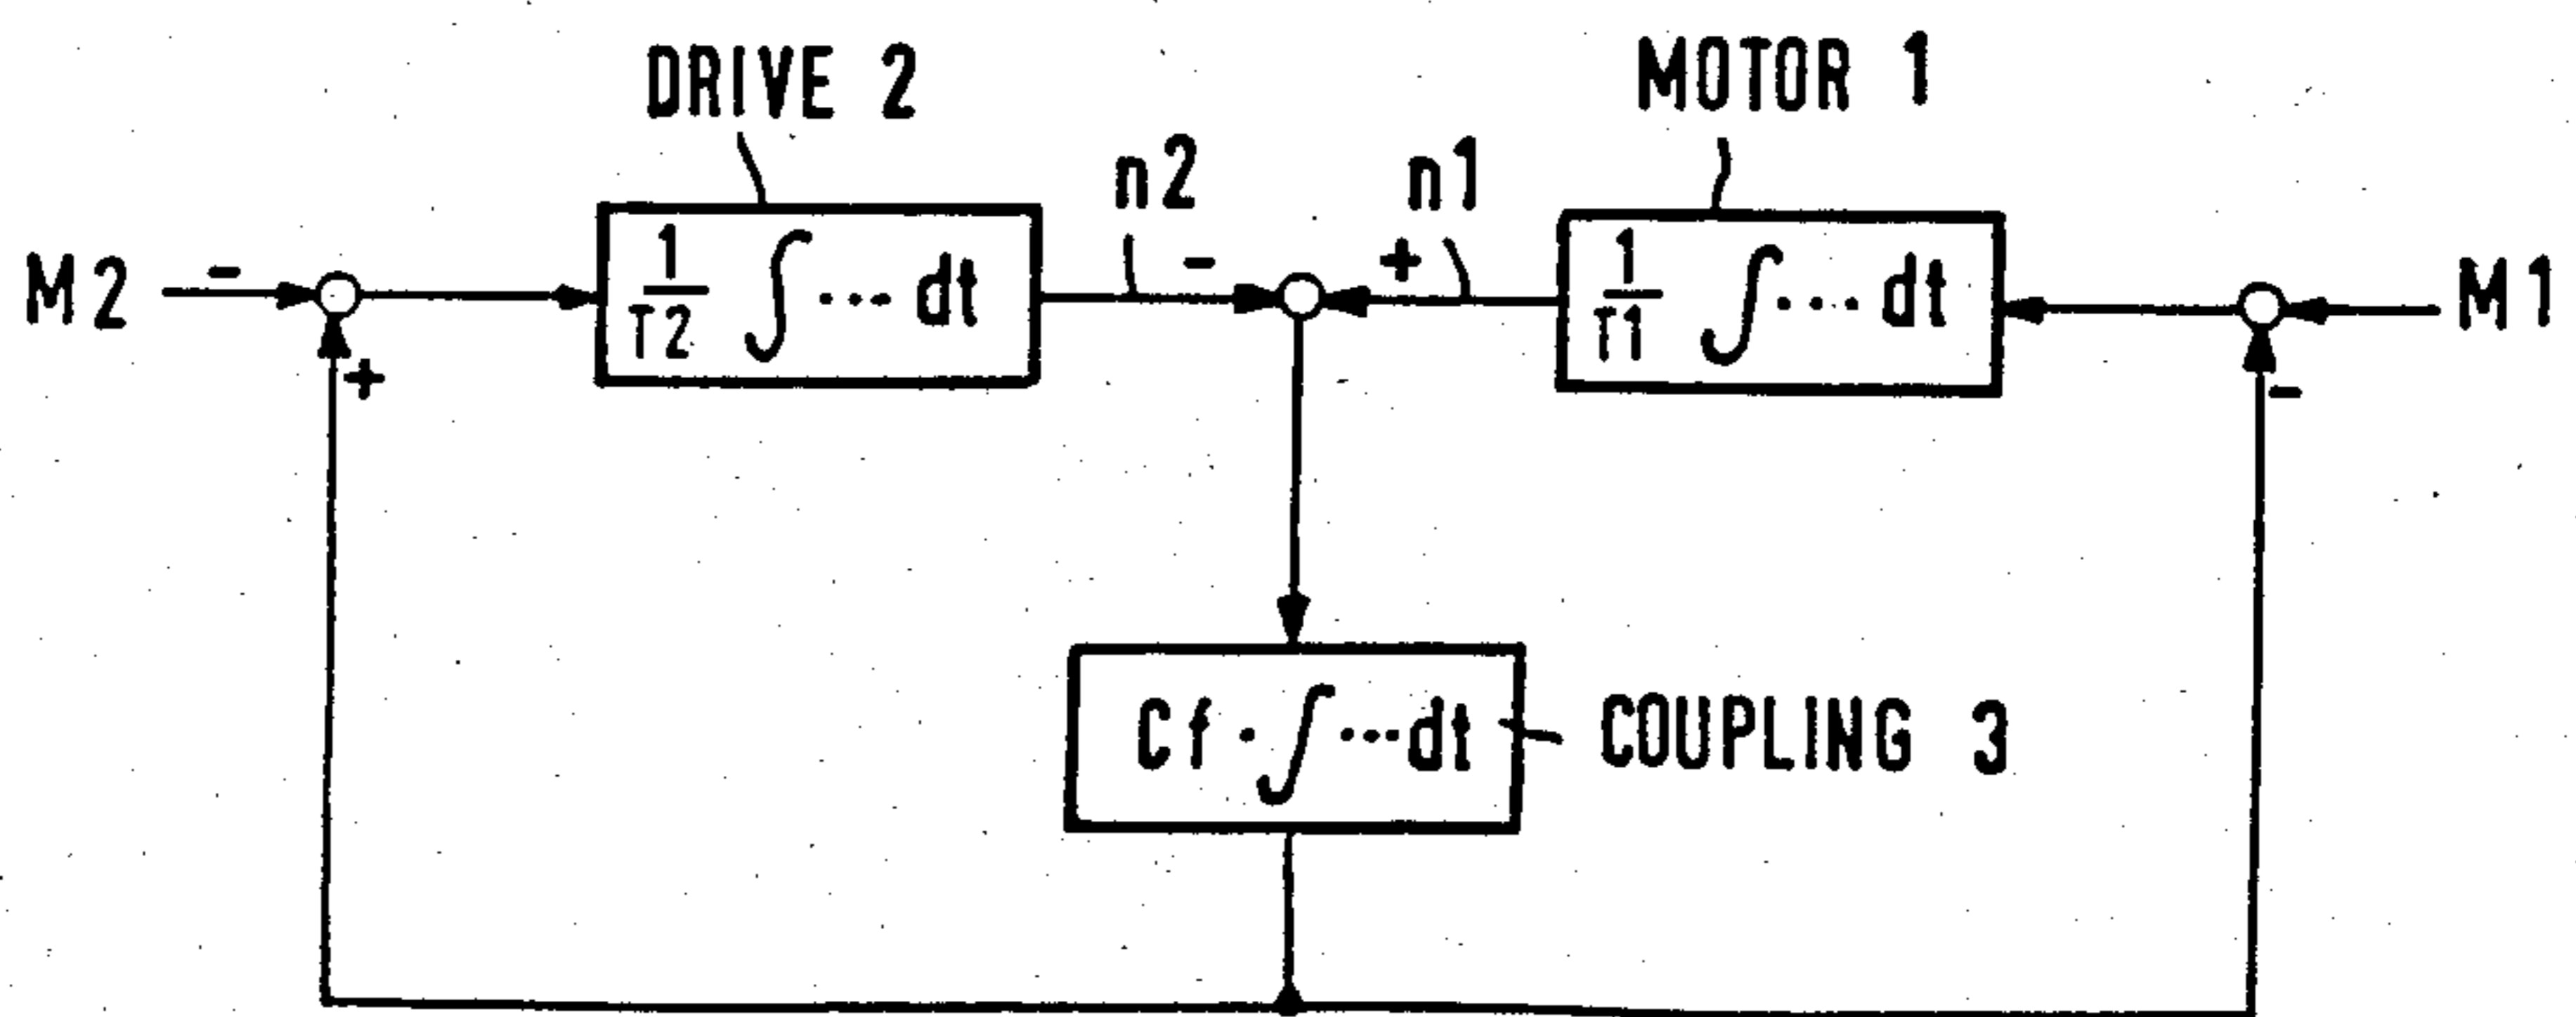 DRIVE 2
MOTOR 1
n2
n1
M2
-
+
1/T2 ∫ ... dt
-
+
1/T1 ∫ ... dt
M1
-
Cf · ∫ ... dt
COUPLING 3